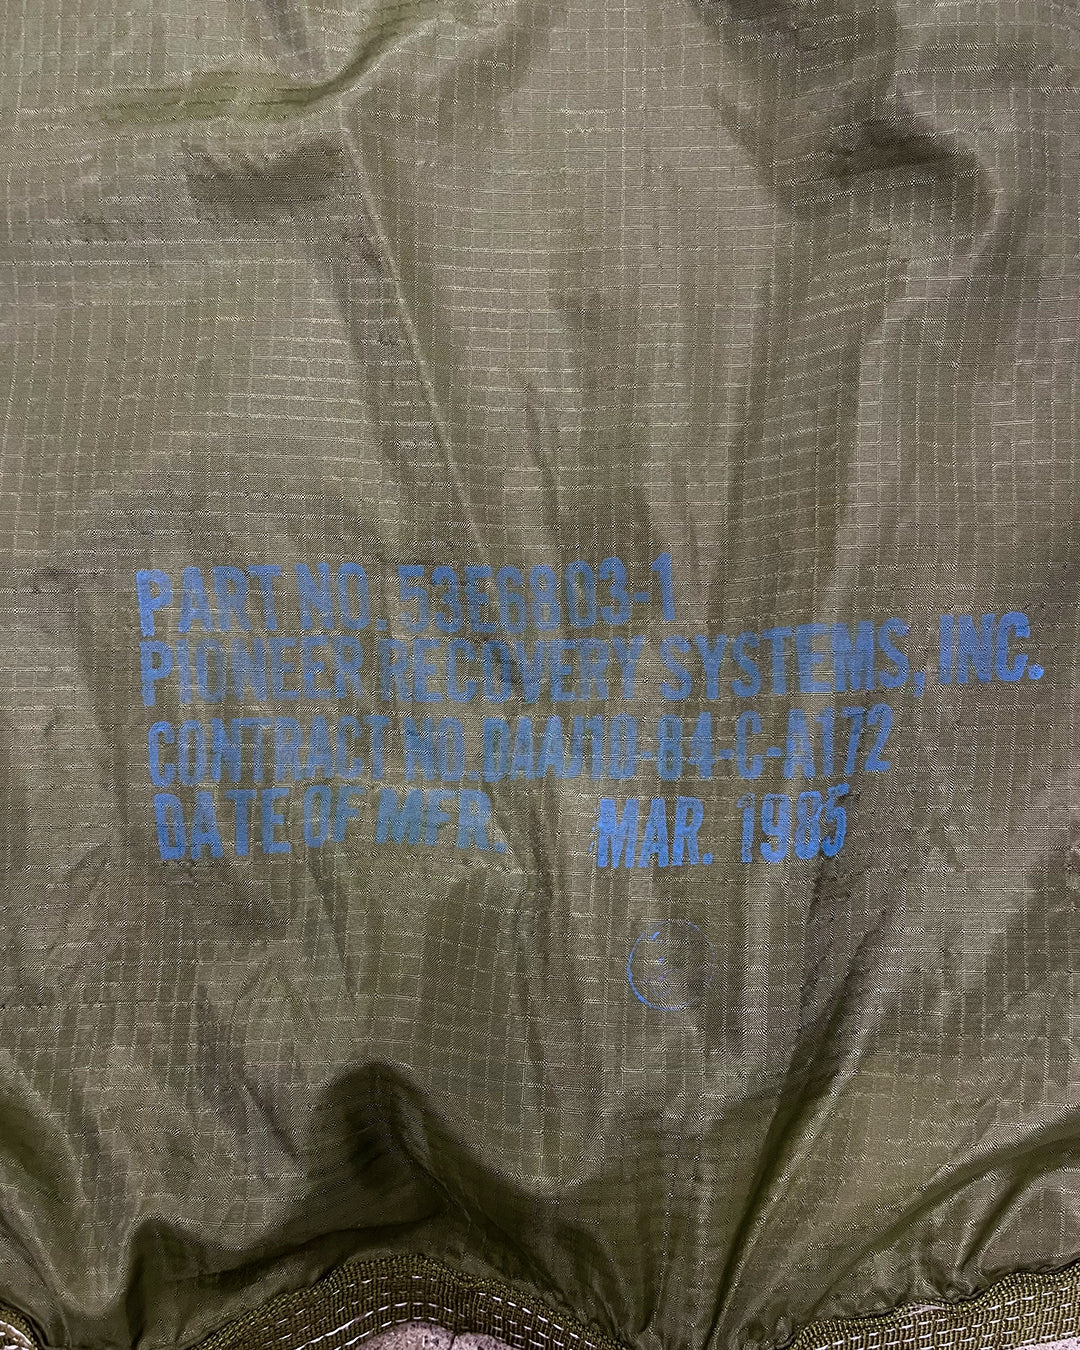 PART NO. 53E6803-1
PIONEER RECOVERY SYSTEMS, INC.
CONTRACT NO. DAAJ10-84-C-A172
DATE OF MFR. MAR. 1985